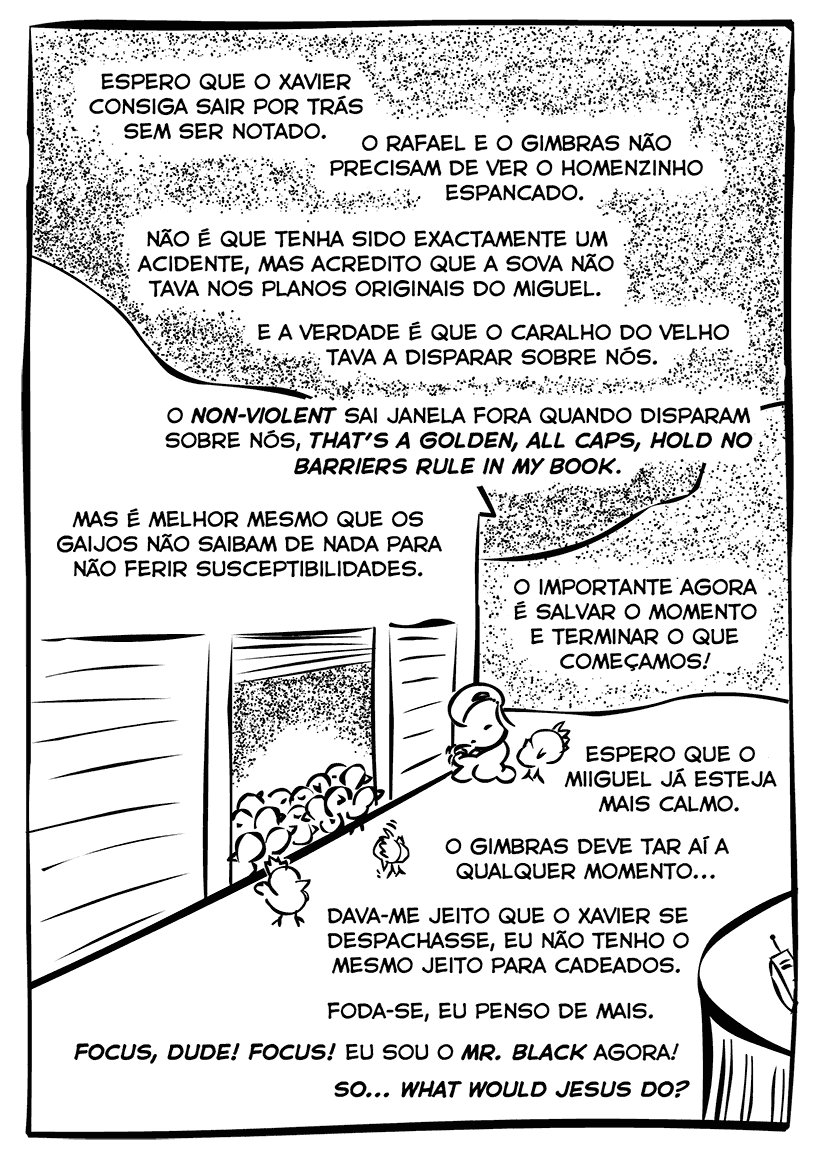 ESPERO QUE O XAVIER
CONSIGA SAIR POR TRÁS
SEM SER NOTADO.
O RAFAEL E O GIMBRAS NÃO
PRECISAM DE VER O HOMENZINHO
ESPANCADO.
NÃO É QUE TENHA SIDO EXACTAMENTE UM
ACIDENTE, MAS ACREDITO QUE A SOVA NÃO
TAVA NOS PLANOS ORIGINAIS DO MIGUEL.
E A VERDADE É QUE O CARALHO DO VELHO
TAVA A DISPARAR SOBRE NÓS.
O NON-VIOLENT SAI JANELA FORA QUANDO DISPARAM
SOBRE NÓS, THAT'S A GOLDEN, ALL CAPS, HOLD NO
BARRIERS RULE IN MY BOOK.
MAS É MELHOR MESMO QUE OS
GAIJOS NÃO SAIBAM DE NADA PARA
NÃO FERIR SUSCEPTIBILIDADES.
O IMPORTANTE AGORA
É SALVAR O MOMENTO
E TERMINAR O QUE
COMEÇAMOS!
ESPERO QUE O
MIIGUEL JÁ ESTEJA
MAIS CALMO.
O GIMBRAS DEVE TAR AÍ A
QUALQUER MOMENTO...
DAVA-ME JEITO QUE O XAVIER SE
DESPACHASSE, EU NÃO TENHO O
MESMO JEITO PARA CADEADOS.
FODA-SE, EU PENSO DE MAIS.
FOCUS, DUDE! FOCUS! EU SOU O MR. BLACK AGORA!
SO... WHAT WOULD JESUS DO?